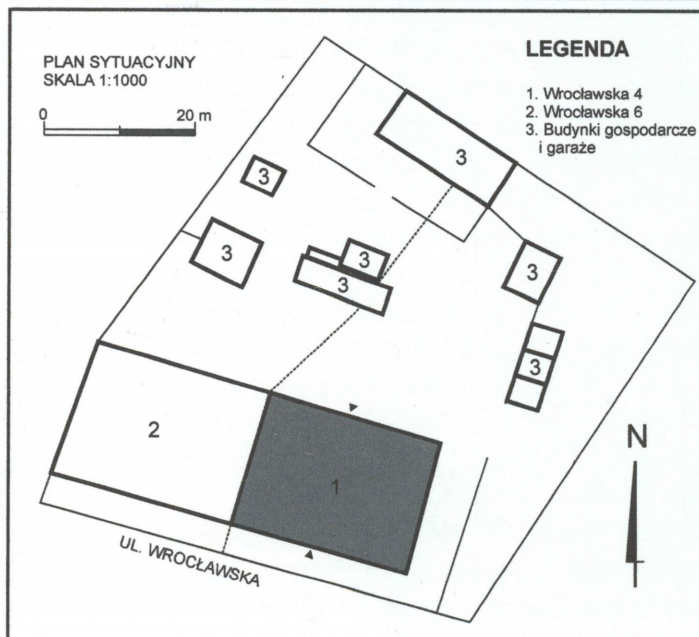 PLAN SYTUACYJNY
SKALA 1:1000
0 20 m
LEGENDA
1. Wrocławska 4
2. Wrocławska 6
3. Budynki gospodarcze
i garaże
3
3
3
3
3
3
3
2
1
N
UL. WROCŁAWSKA